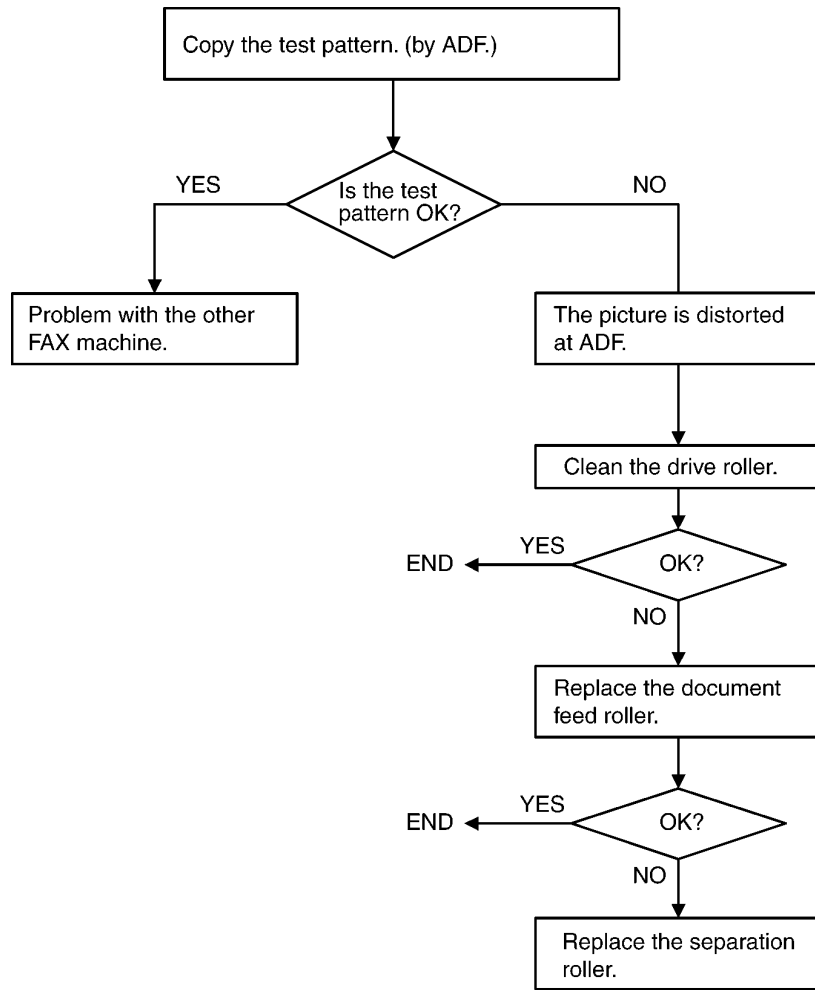 Copy the test pattern. (by ADF.)
YES
Is the test
pattern OK?
NO
Problem with the other
FAX machine.
The picture is distorted
at ADF.
Clean the drive roller.
END
YES
OK?
NO
Replace the document
feed roller.
END
YES
OK?
NO
Replace the separation
roller.